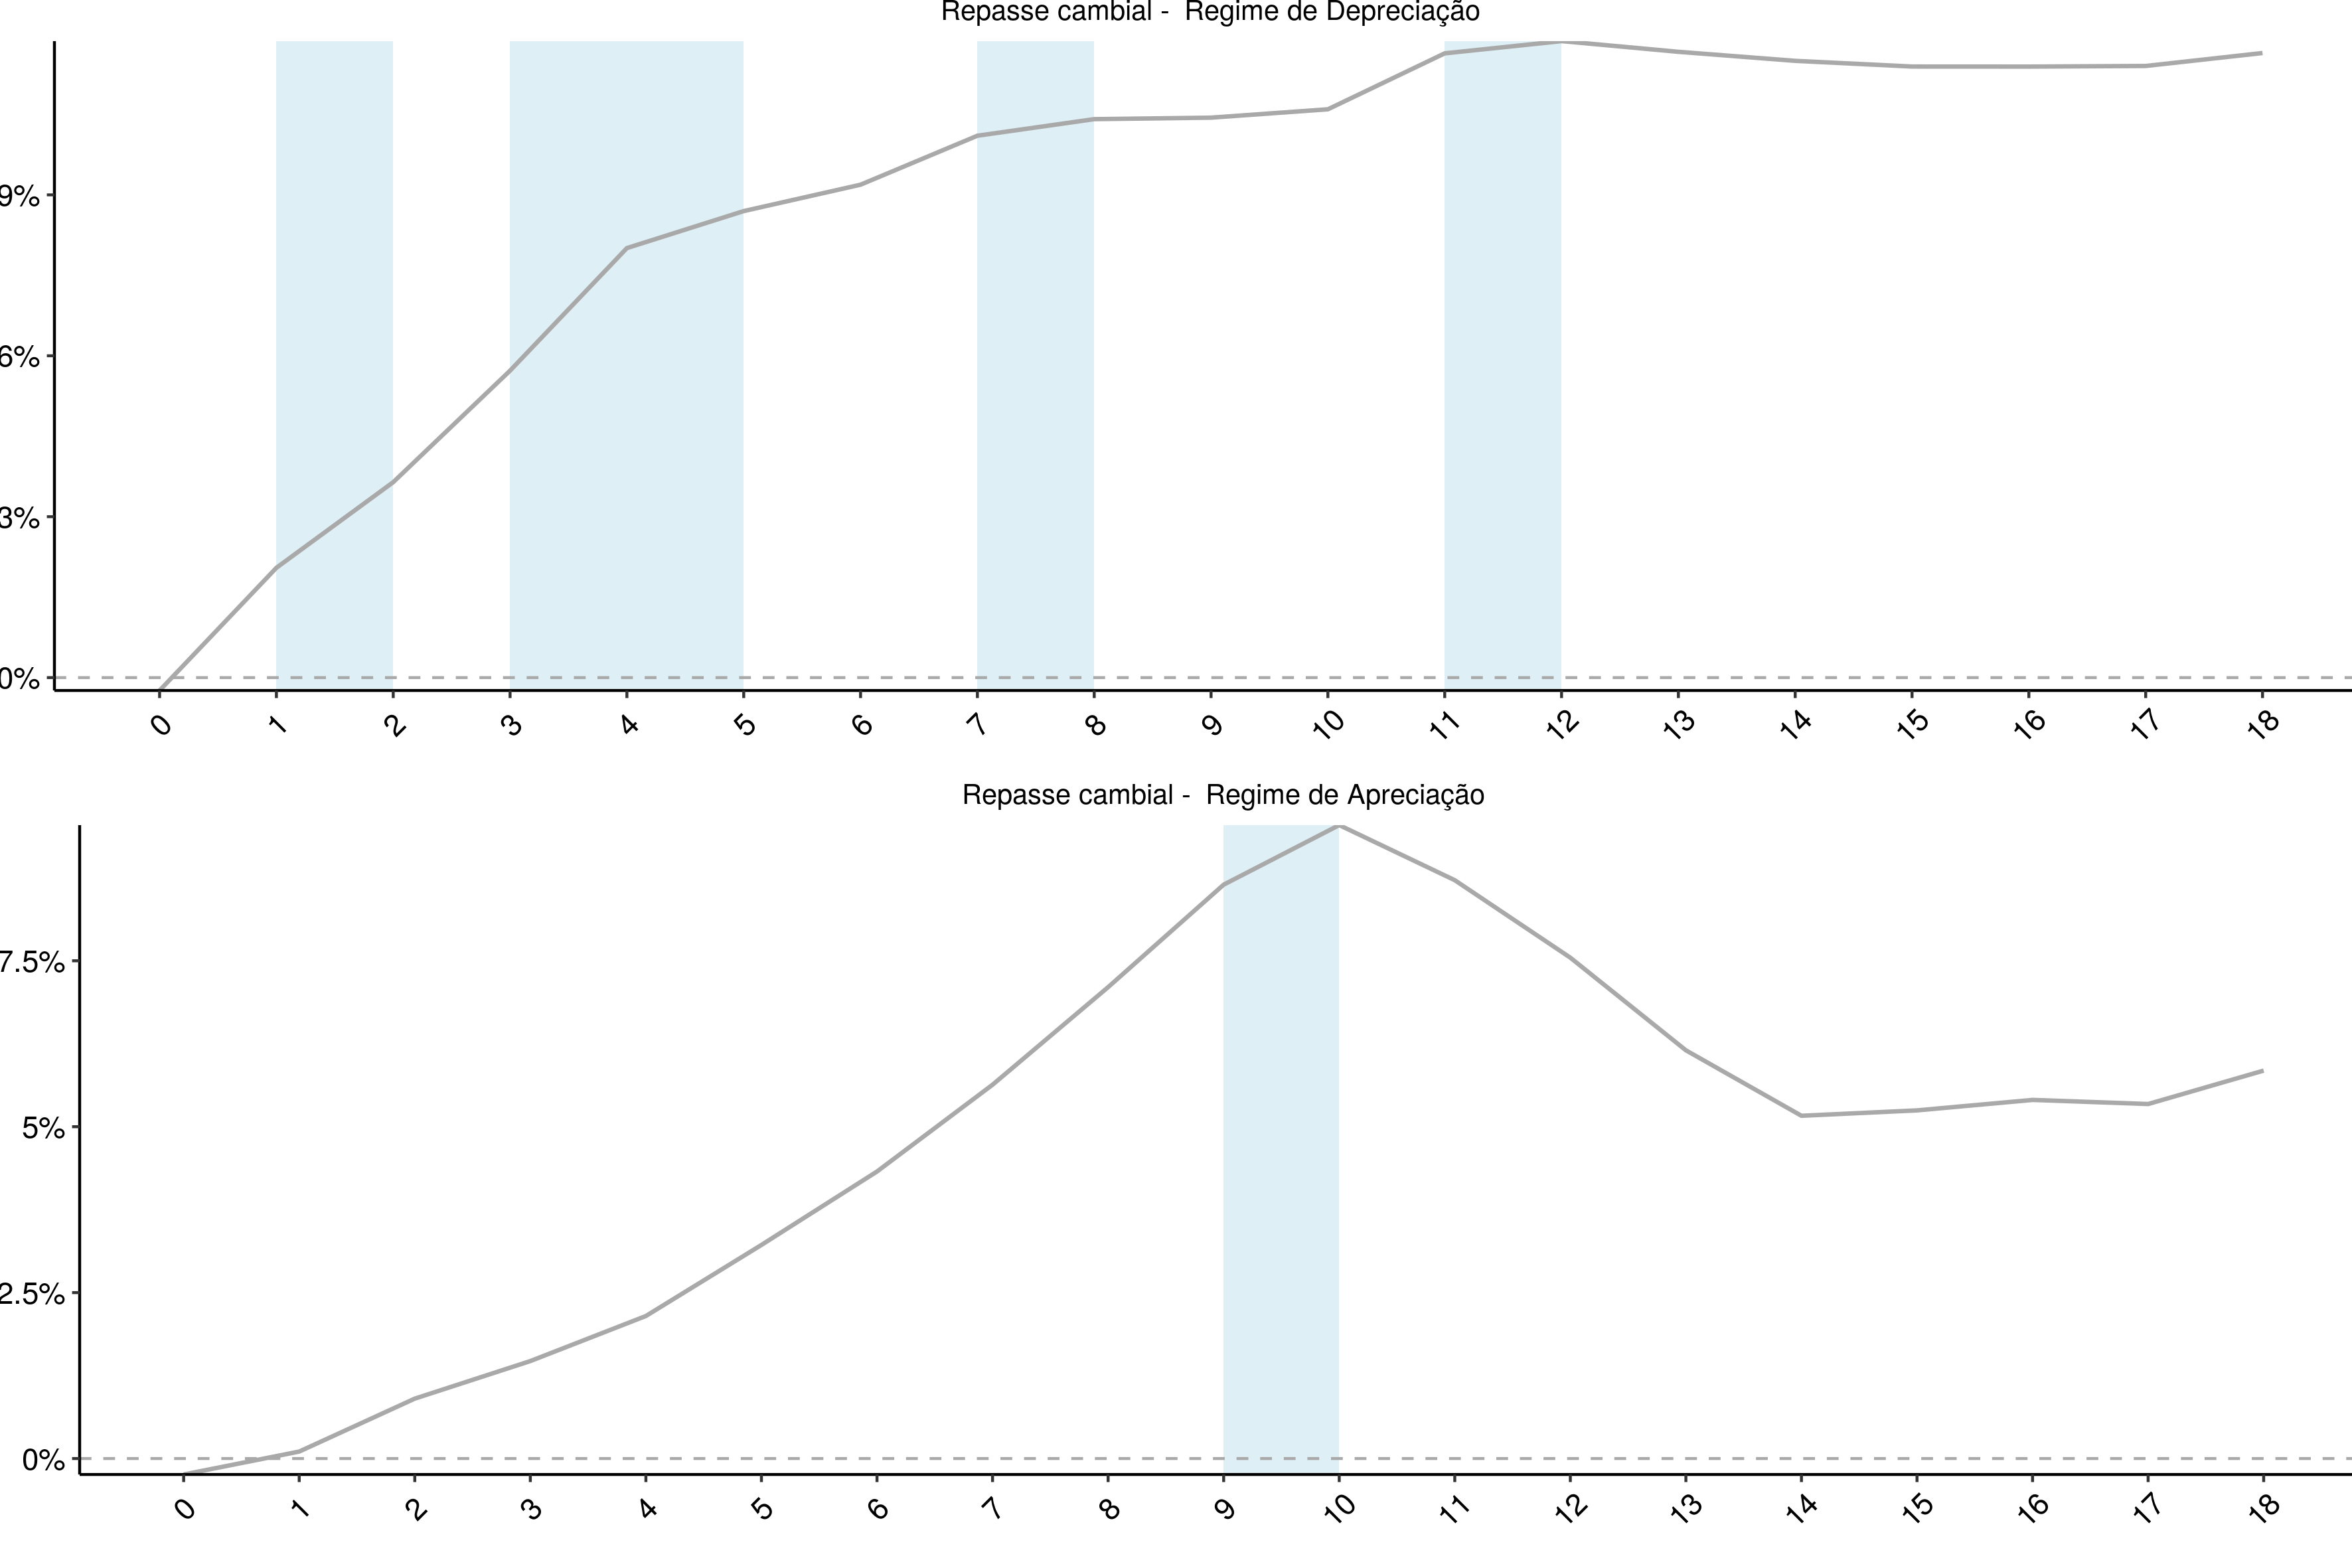 Repasse cambial -  Regime de Depreciação
9%
6%
3%
0%
0 1 2 3 4 5 6 7 8 9 10 11 12 13 14 15 16 17 18
Repasse cambial -  Regime de Apreciação
7.5%
5%
2.5%
0%
0 1 2 3 4 5 6 7 8 9 10 11 12 13 14 15 16 17 18